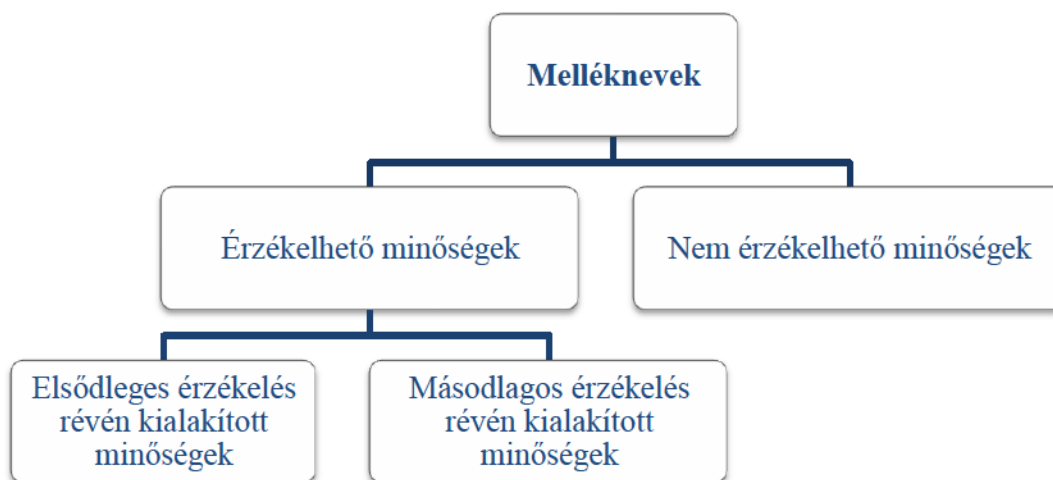 Melléknevek
Érzékelhető minőségek
Nem érzékelhető minőségek
Elsődleges érzékelés
révén kialakított
minőségek
Másodlagos érzékelés
révén kialakított
minőségek